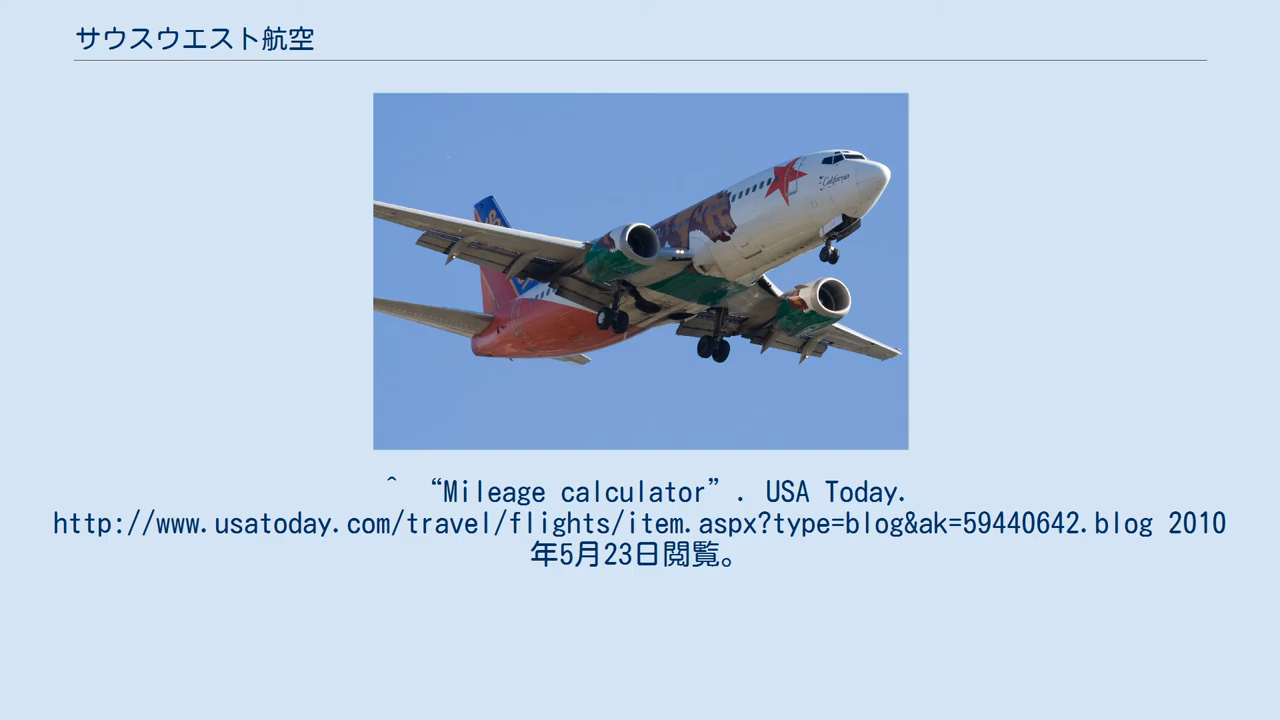 サウスウエスト航空
California
^ “Mileage calculator”. USA Today.
http://www.usatoday.com/travel/flights/item.aspx?type=blog&ak=59440642.blog 2010
年5月23日閲覧。